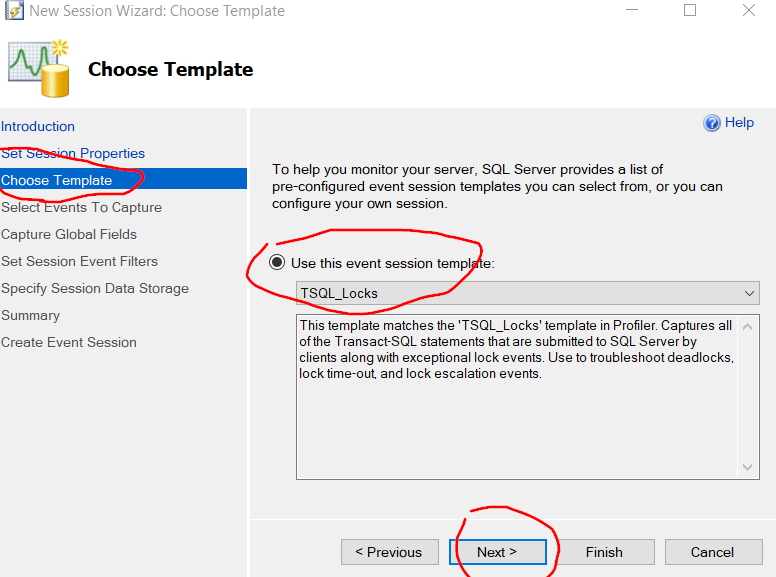 New Session Wizard: Choose Template
Choose Template
Introduction
Set Session Properties
Choose Template
Select Events To Capture
Capture Global Fields
Set Session Event Filters
Specify Session Data Storage
Summary
Create Event Session
Help
To help you monitor your server, SQL Server provides a list of
pre-configured event session templates you can select from, or you can
configure your own session.
Use this event session template:
TSQL_Locks
This template matches the 'TSQL_Locks' template in Profiler. Captures all
of the Transact-SQL statements that are submitted to SQL Server by
clients along with exceptional lock events. Use to troubleshoot deadlocks,
lock time-out, and lock escalation events.
< Previous
Next >
Finish
Cancel